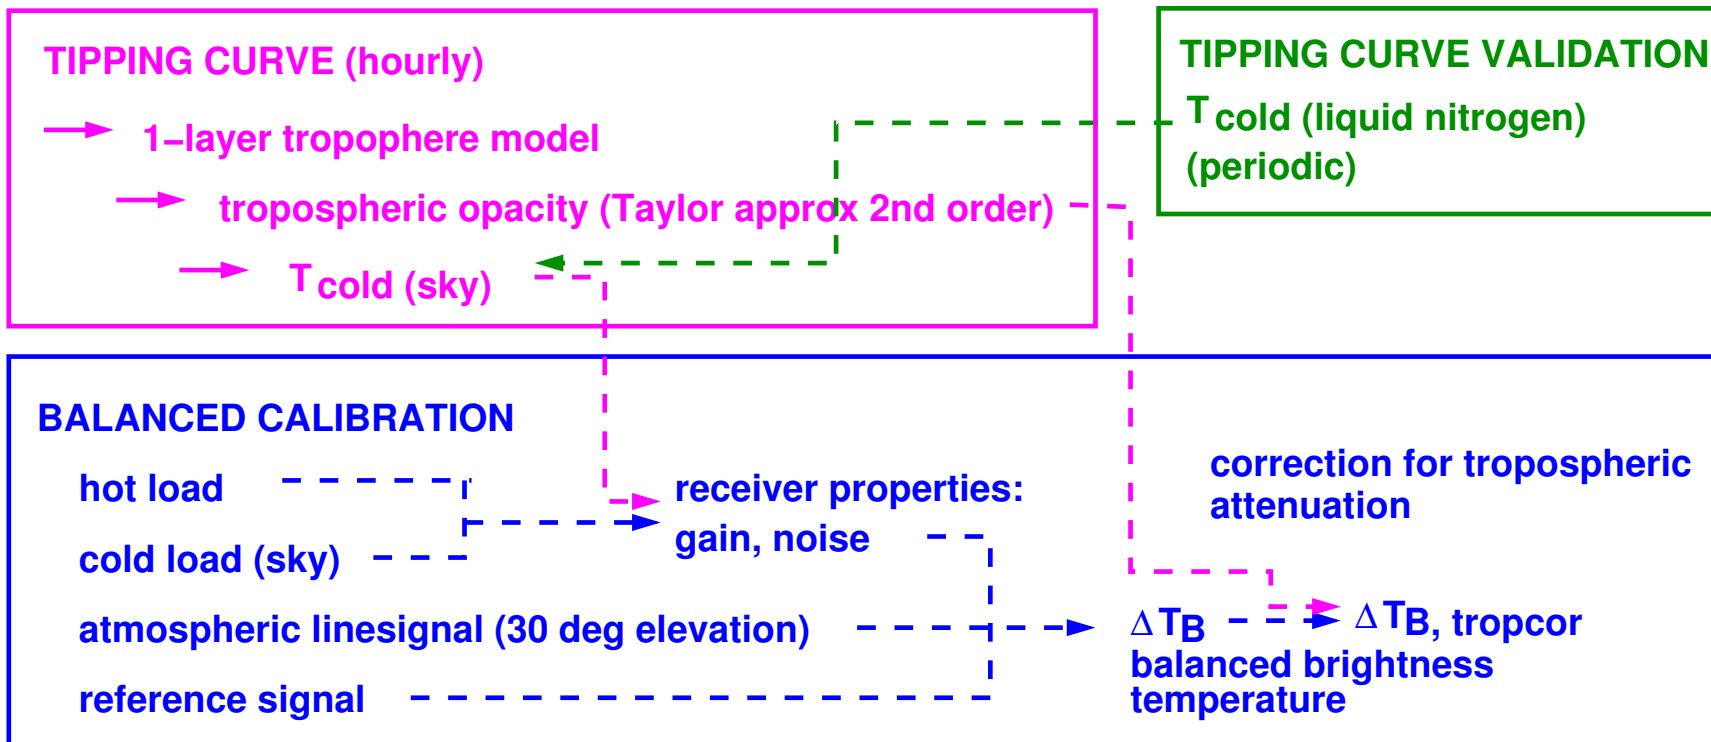 TIPPING CURVE (hourly)
1−layer tropophere model
tropospheric opacity (Taylor approx 2nd order)
Tcold (sky)
TIPPING CURVE VALIDATION
Tcold (liquid nitrogen)
(periodic)
BALANCED CALIBRATION
hot load
cold load (sky)
atmospheric linesignal (30 deg elevation)
reference signal
receiver properties:
gain, noise
correction for tropospheric
attenuation
ΔTB
balanced brightness
temperature
ΔTB, tropcor